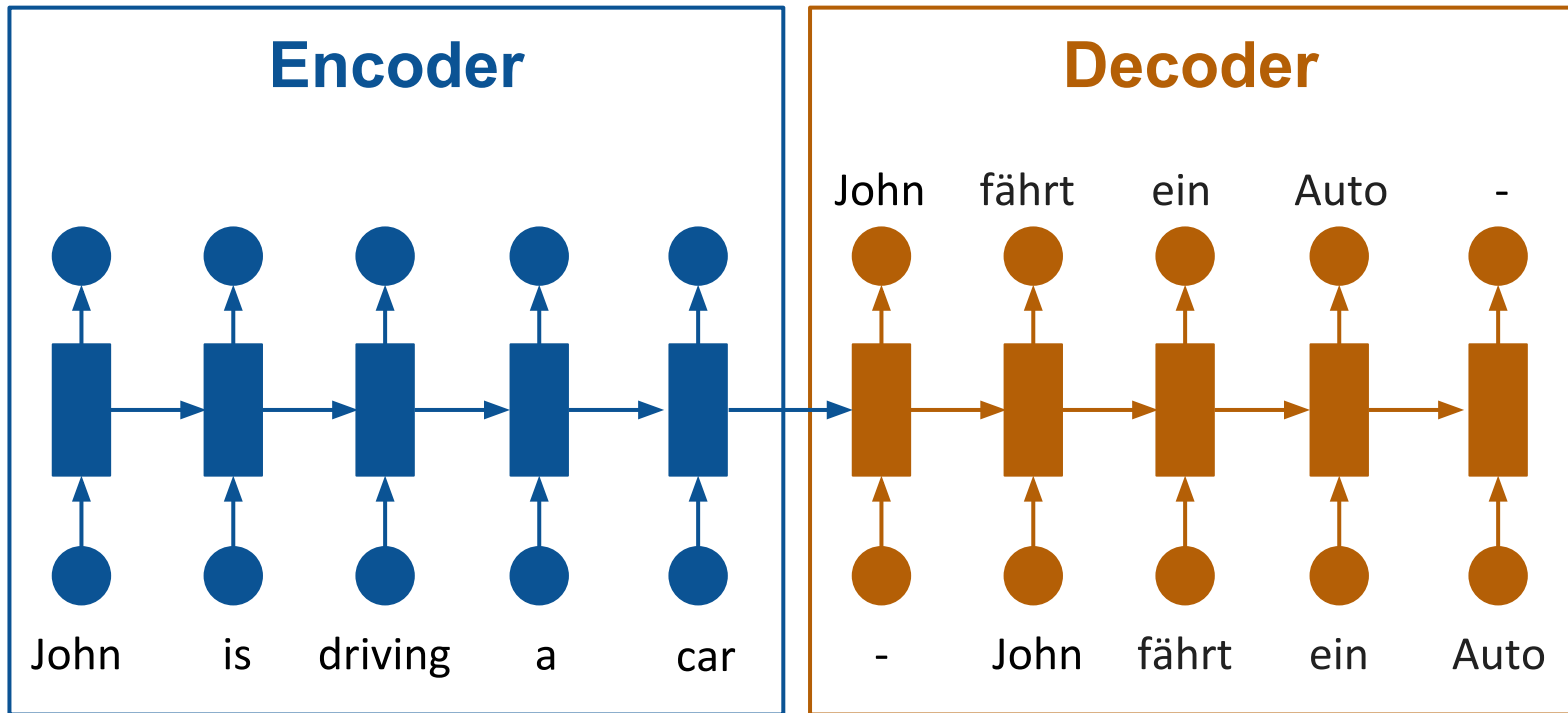 Encoder
John is driving a car
Decoder
John fährt ein Auto -
- John fährt ein Auto